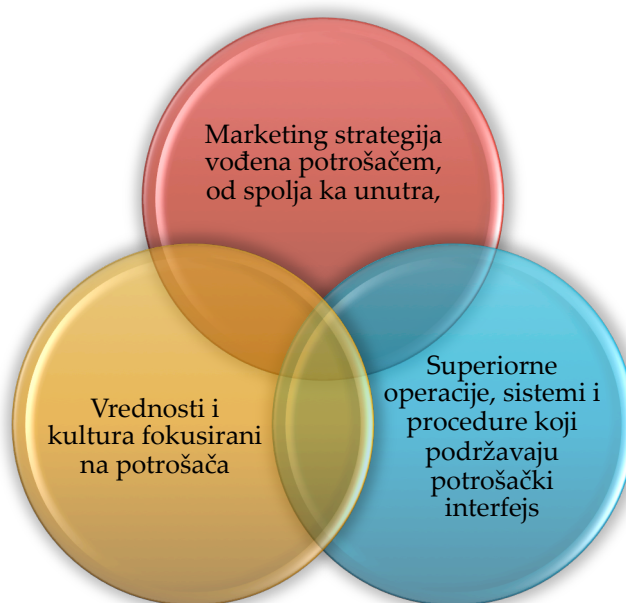 Marketing strategija
vođena potrošačem,
od spolja ka unutra,
Vrednosti i
kultura fokusirani
na potrošača
Superiorne
operacije, sistemi i
procedure koji
podržavaju
potrošački
interfejs